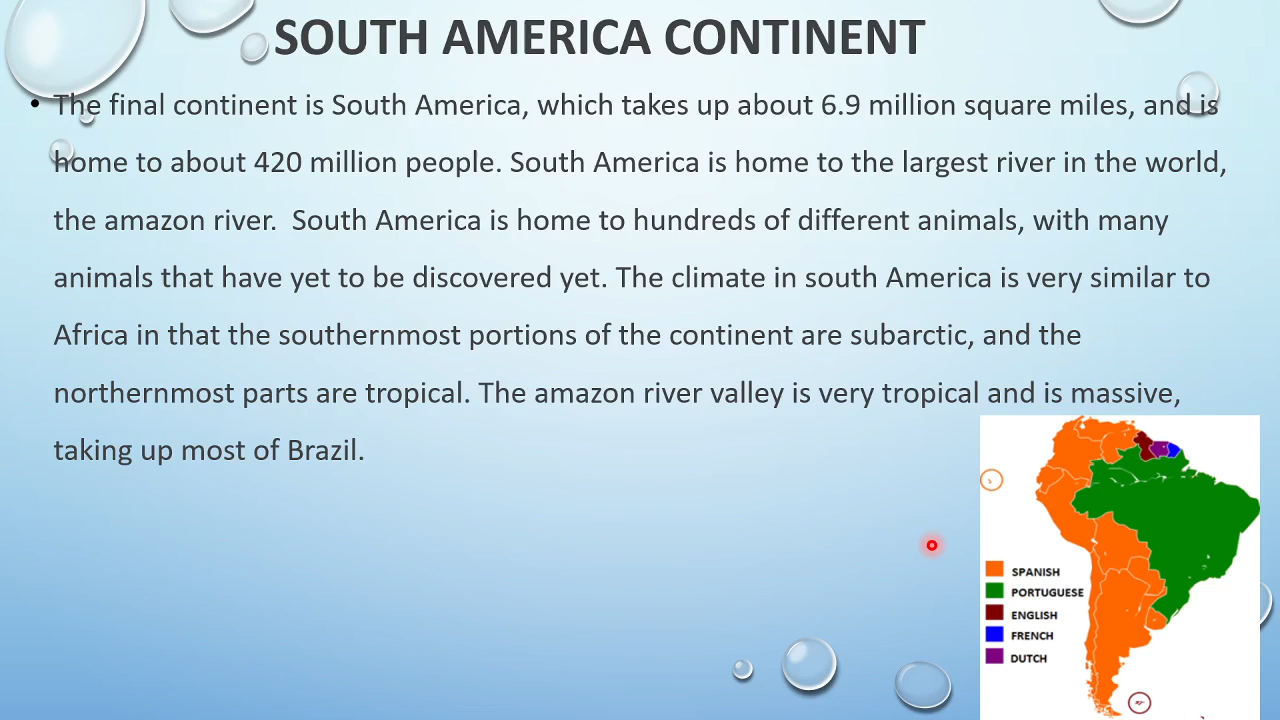 SOUTH AMERICA CONTINENT
• The final continent is South America, which takes up about 6.9 million square miles, and is
home to about 420 million people. South America is home to the largest river in the world,
the amazon river.  South America is home to hundreds of different animals, with many
animals that have yet to be discovered yet. The climate in south America is very similar to
Africa in that the southernmost portions of the continent are subarctic, and the
northernmost parts are tropical. The amazon river valley is very tropical and is massive,
taking up most of Brazil.
SPANISH
PORTUGUESE
ENGLISH
FRENCH
DUTCH